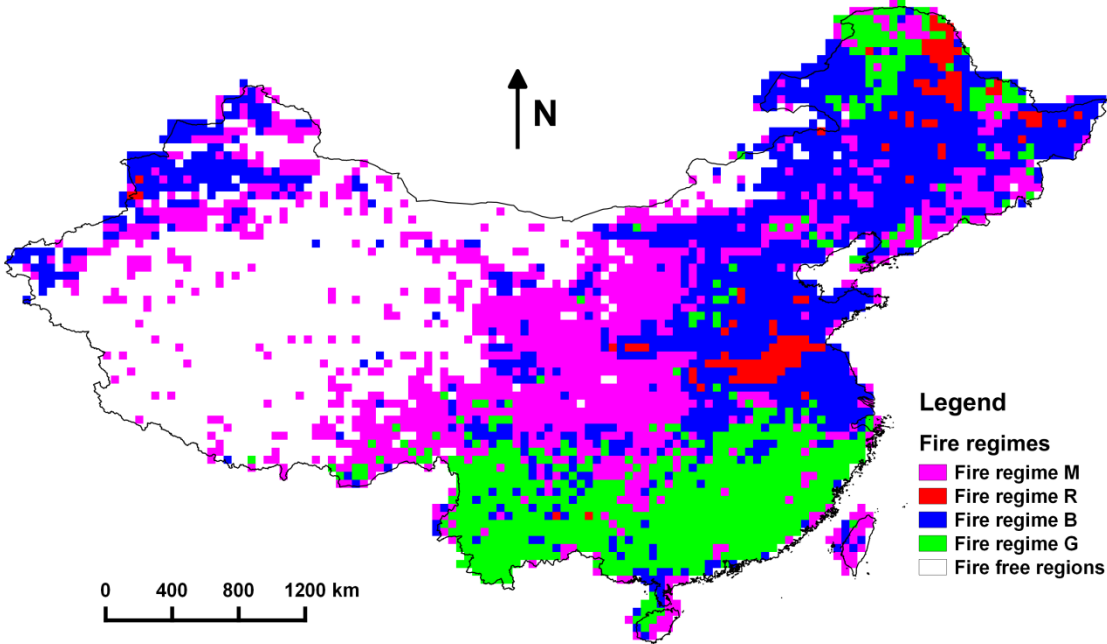 N
Legend
Fire regimes
Fire regime M
Fire regime R
Fire regime B
Fire regime G
Fire free regions
0 400 800 1200 km